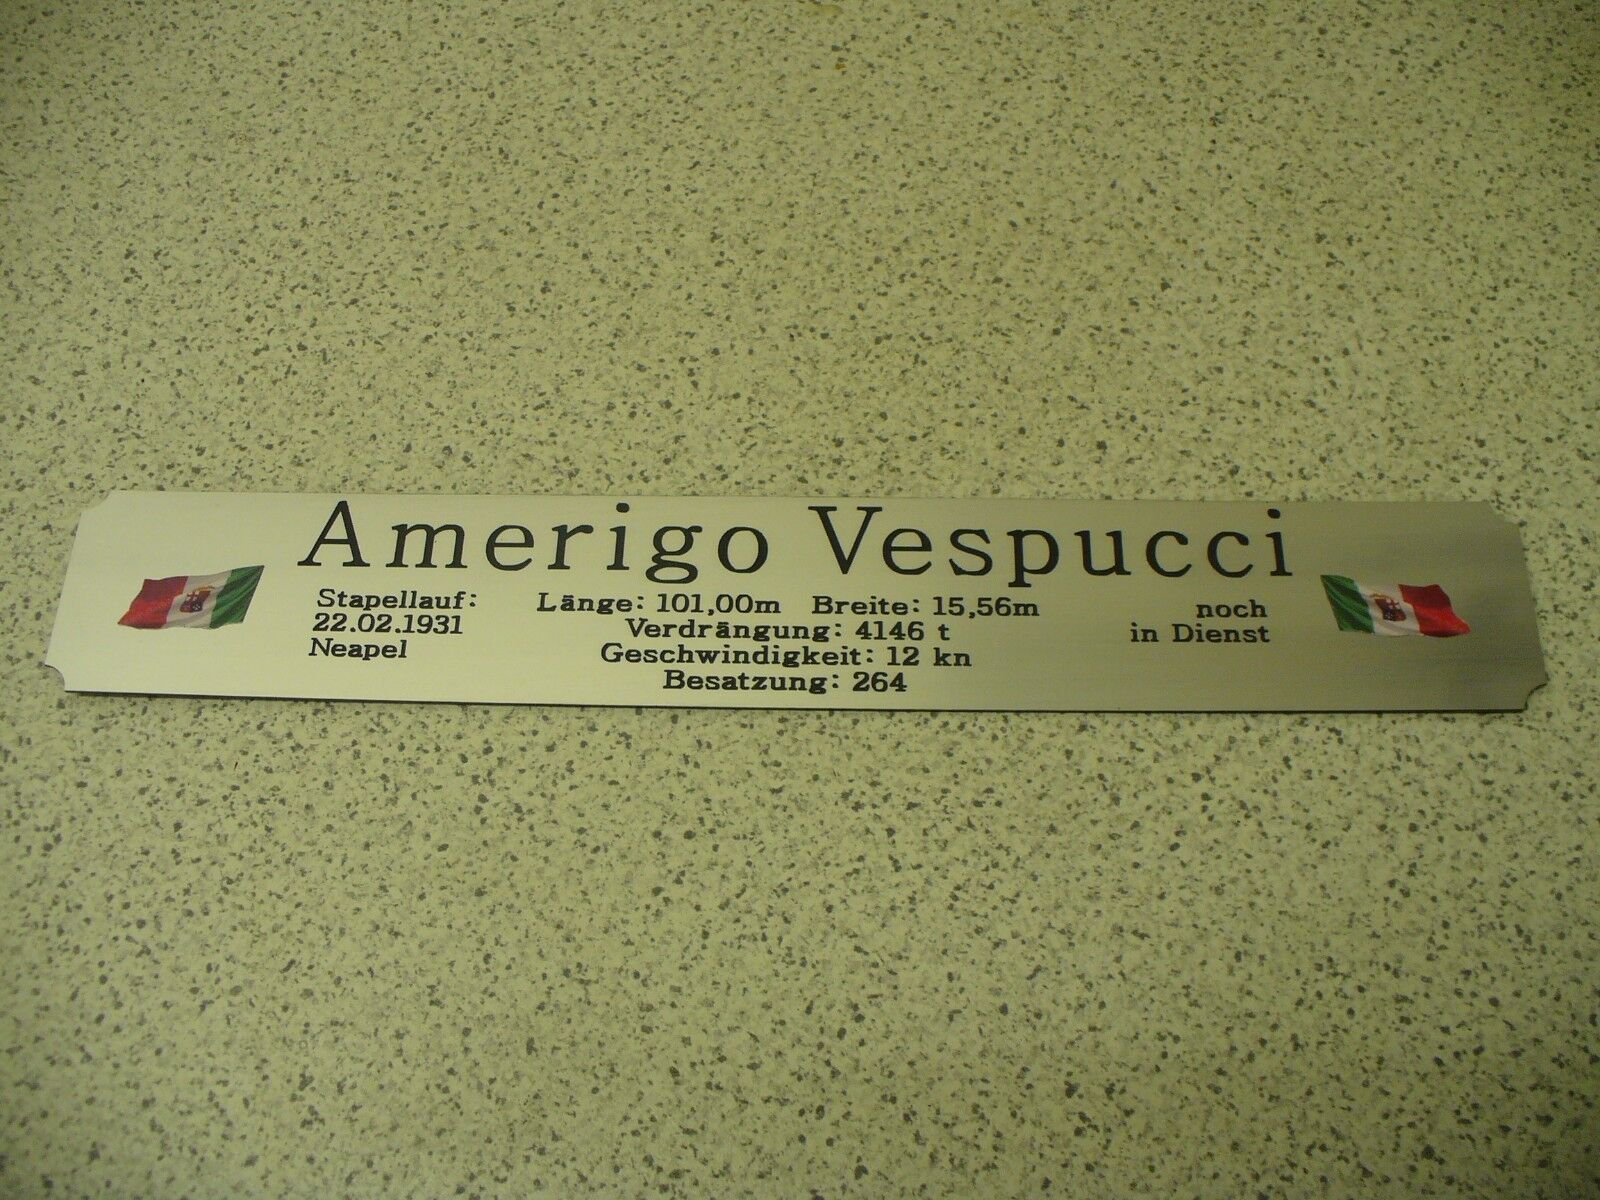 Amerigo Vespucci
Stapellauf:
22.02.1931
Neapel
Länge: 101,00m Breite: 15,56m
Verdrängung: 4146 t
Geschwindigkeit: 12 kn
Besatzung: 264
noch
in Dienst